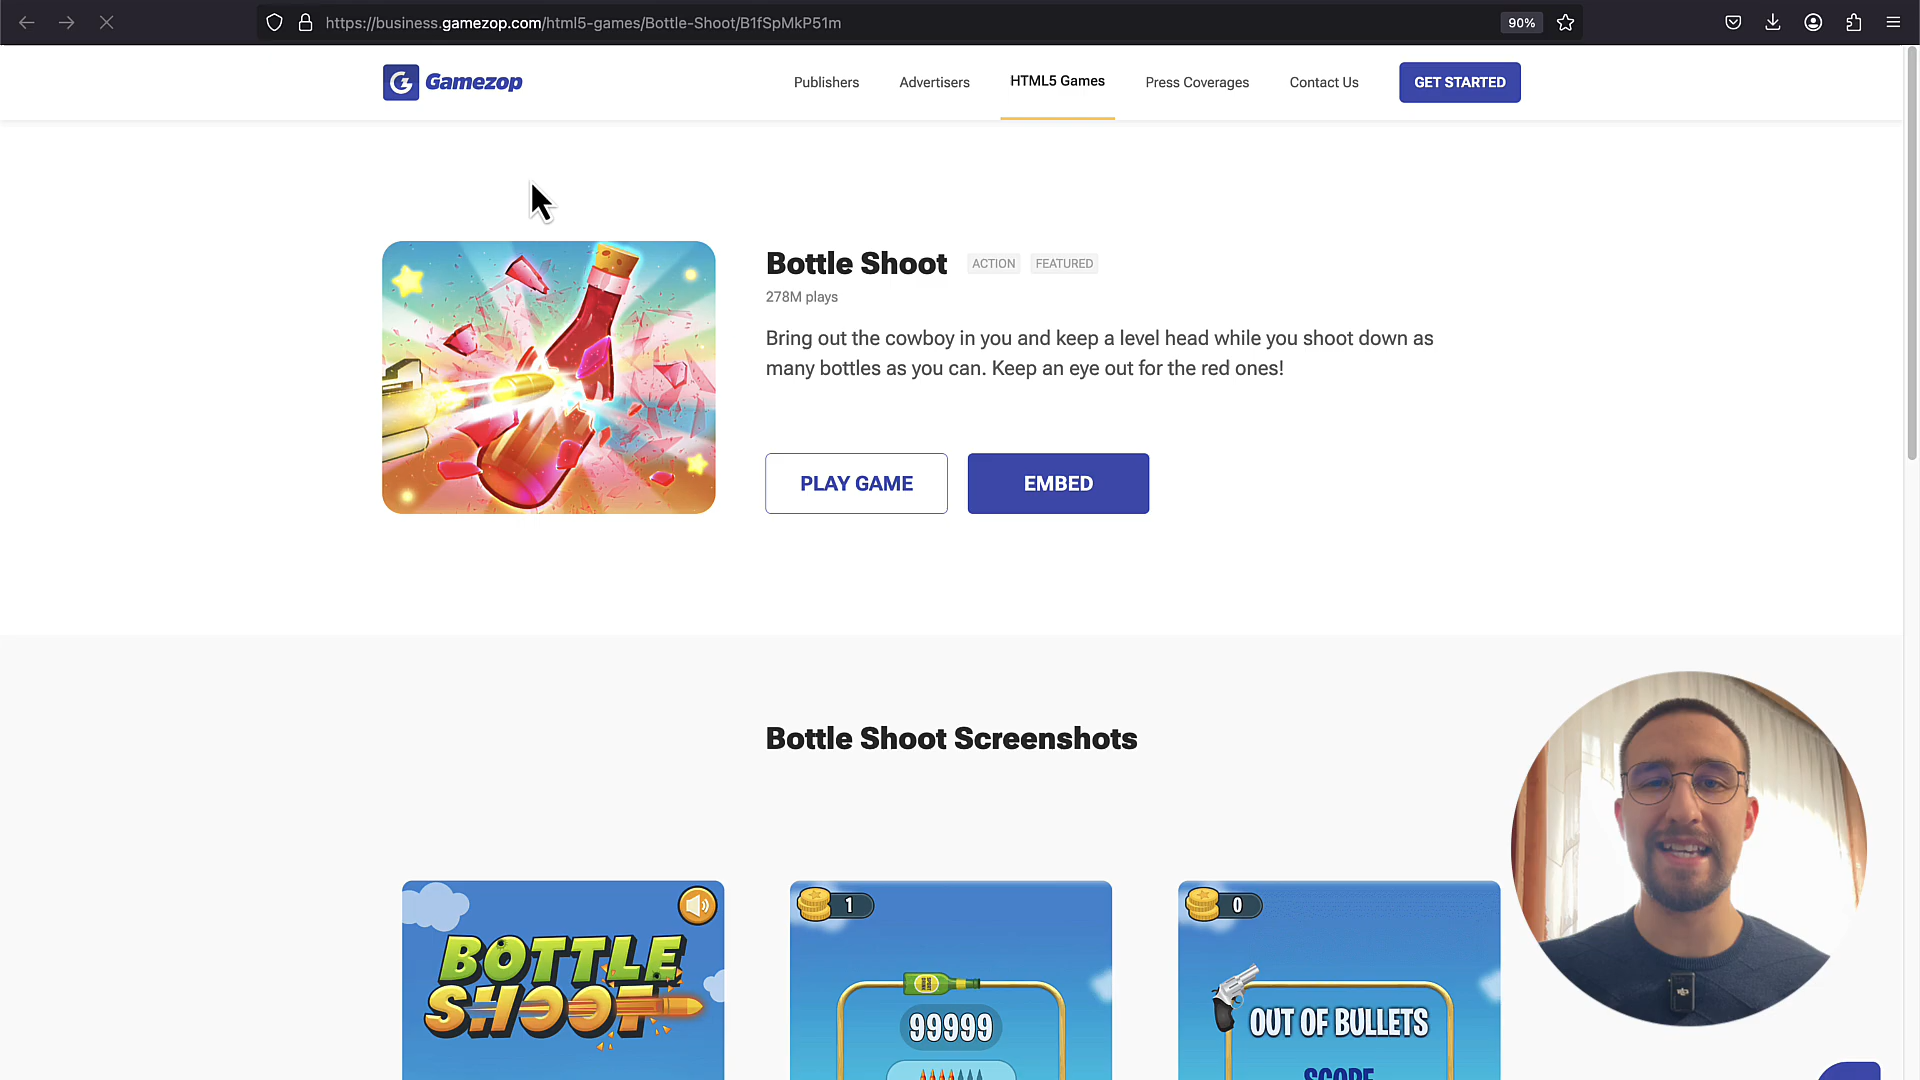 https://business.gamezop.com/html5-games/Bottle-Shoot/B1fSpMkP51m
90%
Gamezop
Publishers
Advertisers
HTML5 Games
Press Coverages
Contact Us
GET STARTED
Bottle Shoot
ACTION
FEATURED
278M plays
Bring out the cowboy in you and keep a level head while you shoot down as
many bottles as you can. Keep an eye out for the red ones!
PLAY GAME
EMBED
Bottle Shoot Screenshots
BOTTLE
SHOOT
1
99999
0
OUT OF BULLETS
SCORE